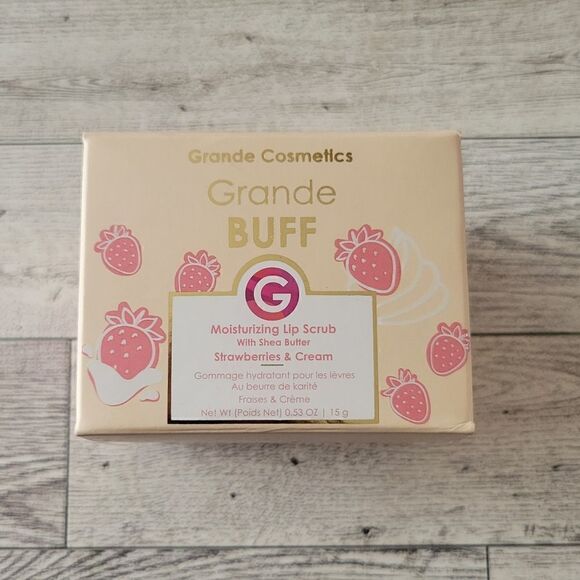 Grande Cosmetics
Grande
BUFF
G
Moisturizing Lip Scrub
With Shea Butter
Strawberries & Cream
Gommage hydratant pour les lèvres
Au beurre de karité
Fraises & Crème
Net Wt (Poids Net) 0.53 OZ | 15 g